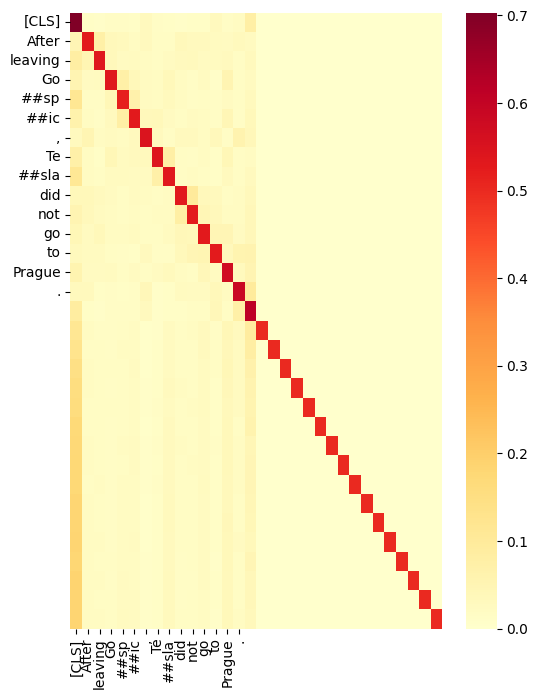 [CLS]
After
leaving
Go
##sp
##ic
,
Te
##sla
did
not
go
to
Prague
.
[CLS]
After
leaving
Go
##sp
##ic
,
Te
##sla
did
not
go
to
Prague
.
0.7
0.6
0.5
0.4
0.3
0.2
0.1
0.0